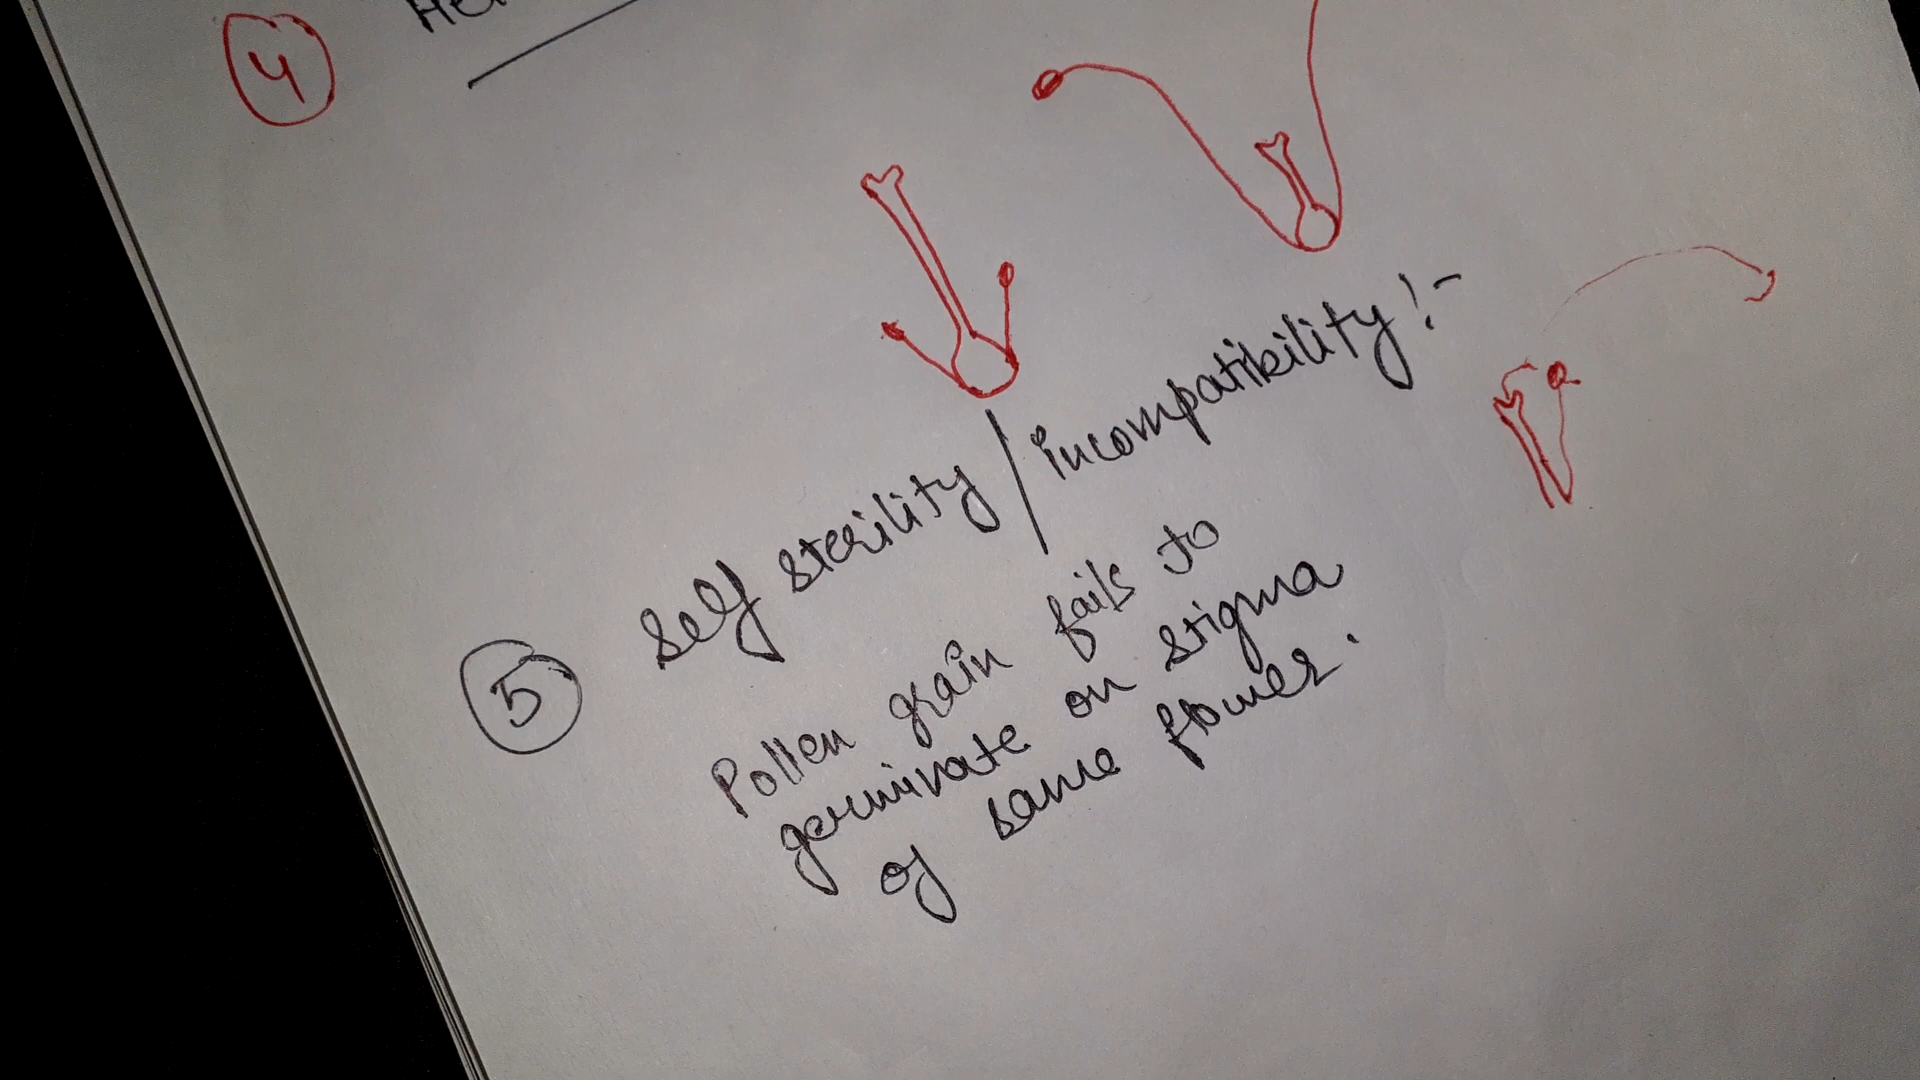 4
5 Self sterility / incompatibility :-
Pollen grain fails to
germinate on stigma
of same flower.